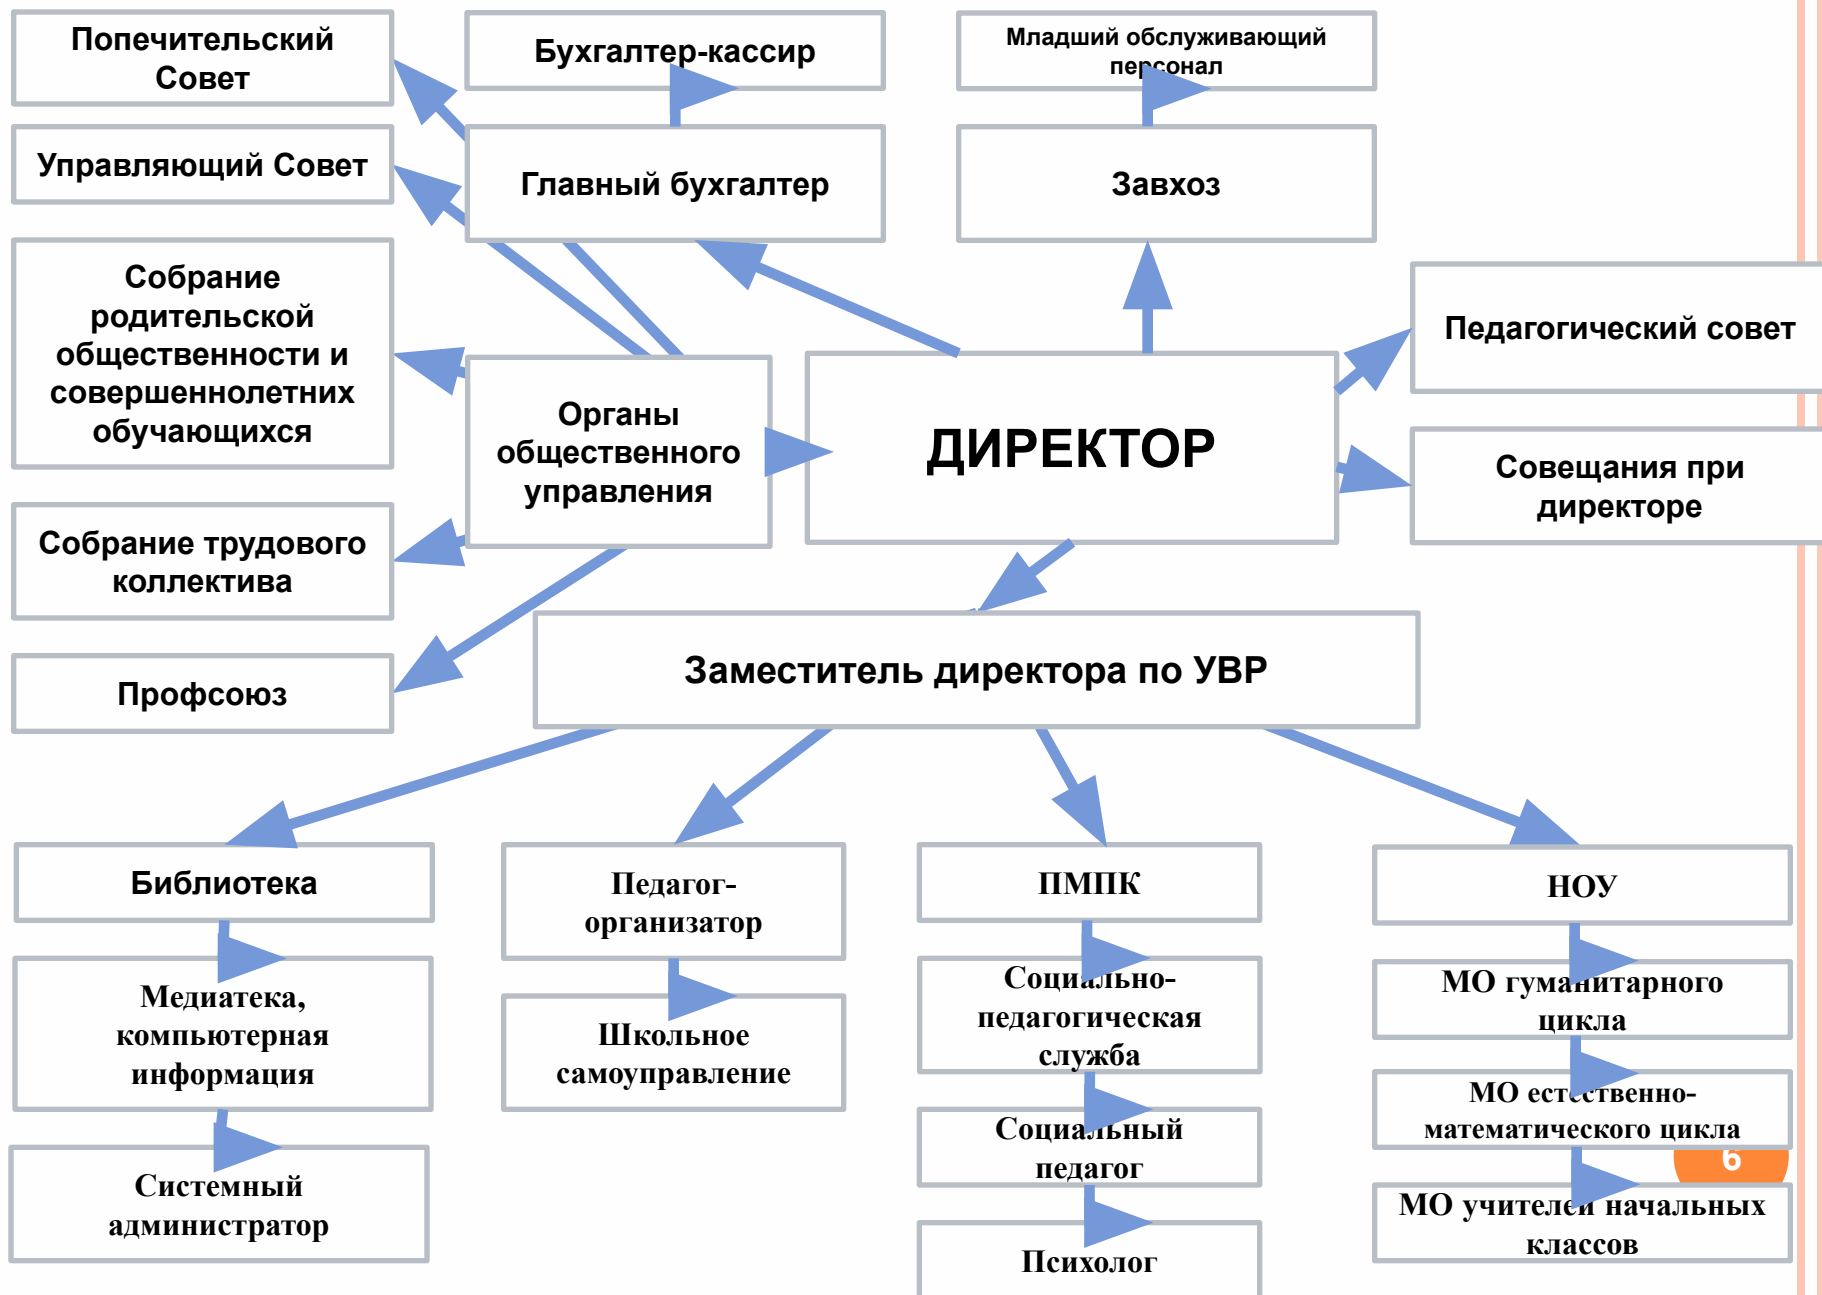 Попечительский
Совет
Бухгалтер-кассир
Младший обслуживающий
персонал
Управляющий Совет
Главный бухгалтер
Завхоз
Собрание
родительской
общественности и
совершеннолетних
обучающихся
Педагогический совет
Органы
общественного
управления
ДИРЕКТОР
Совещания при
директоре
Собрание трудового
коллектива
Профсоюз
Заместитель директора по УВР
Библиотека
Педагог-
организатор
ПМПК
НОУ
Медиатека,
компьютерная
информация
Школьное
самоуправление
Социально-
педагогическая
служба
МО гуманитарного
цикла
Социальный
педагог
МО естественно-
математического цикла
6
Системный
администратор
Психолог
МО учителей начальных
классов